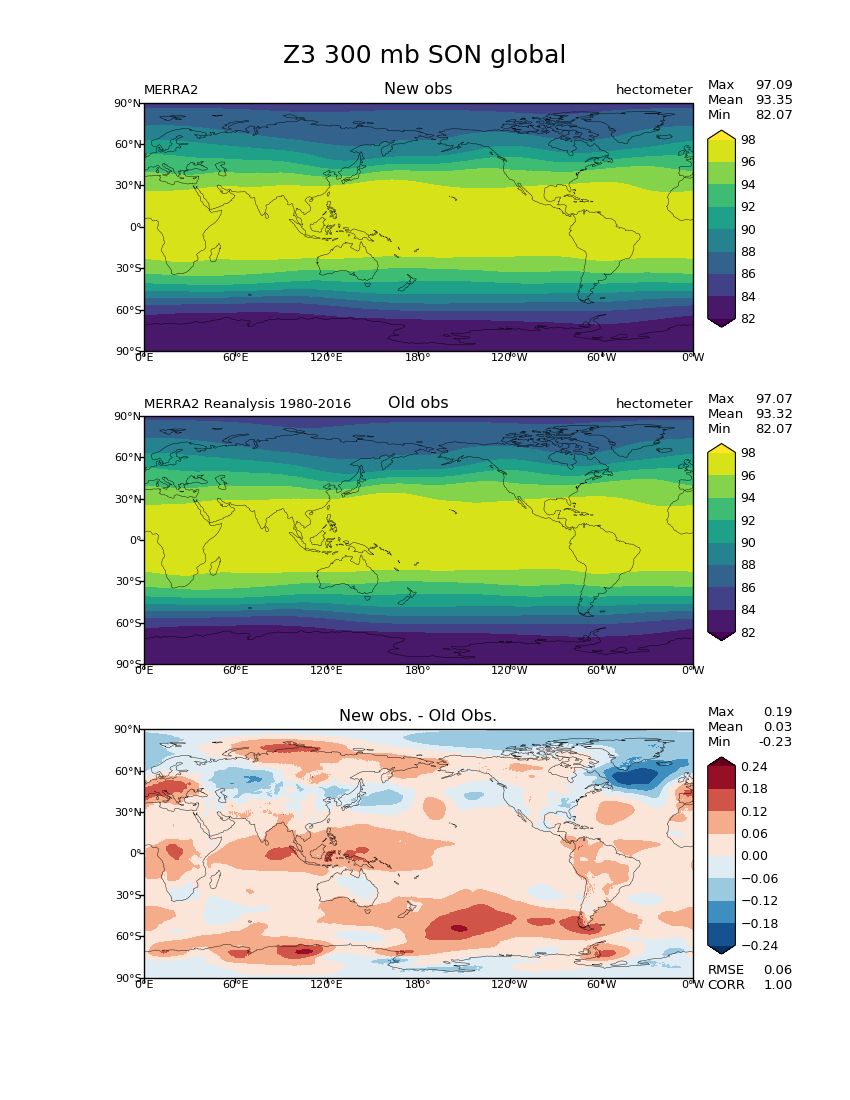 Z3 300 mb SON global
MERRA2 New obs hectometer
Max 97.09
Mean 93.35
Min 82.07
90°N
60°N
30°N
0°
30°S
60°S
90°S
0°E 60°E 120°E 180° 120°W 60°W 0°W
98
96
94
92
90
88
86
84
82
MERRA2 Reanalysis 1980-2016 Old obs hectometer
Max 97.07
Mean 93.32
Min 82.07
90°N
60°N
30°N
0°
30°S
60°S
90°S
0°E 60°E 120°E 180° 120°W 60°W 0°W
98
96
94
92
90
88
86
84
82
New obs. - Old Obs.
Max 0.19
Mean 0.03
Min -0.23
90°N
60°N
30°N
0°
30°S
60°S
90°S
0°E 60°E 120°E 180° 120°W 60°W 0°W
0.24
0.18
0.12
0.06
0.00
−0.06
−0.12
−0.18
−0.24
RMSE 0.06
CORR 1.00